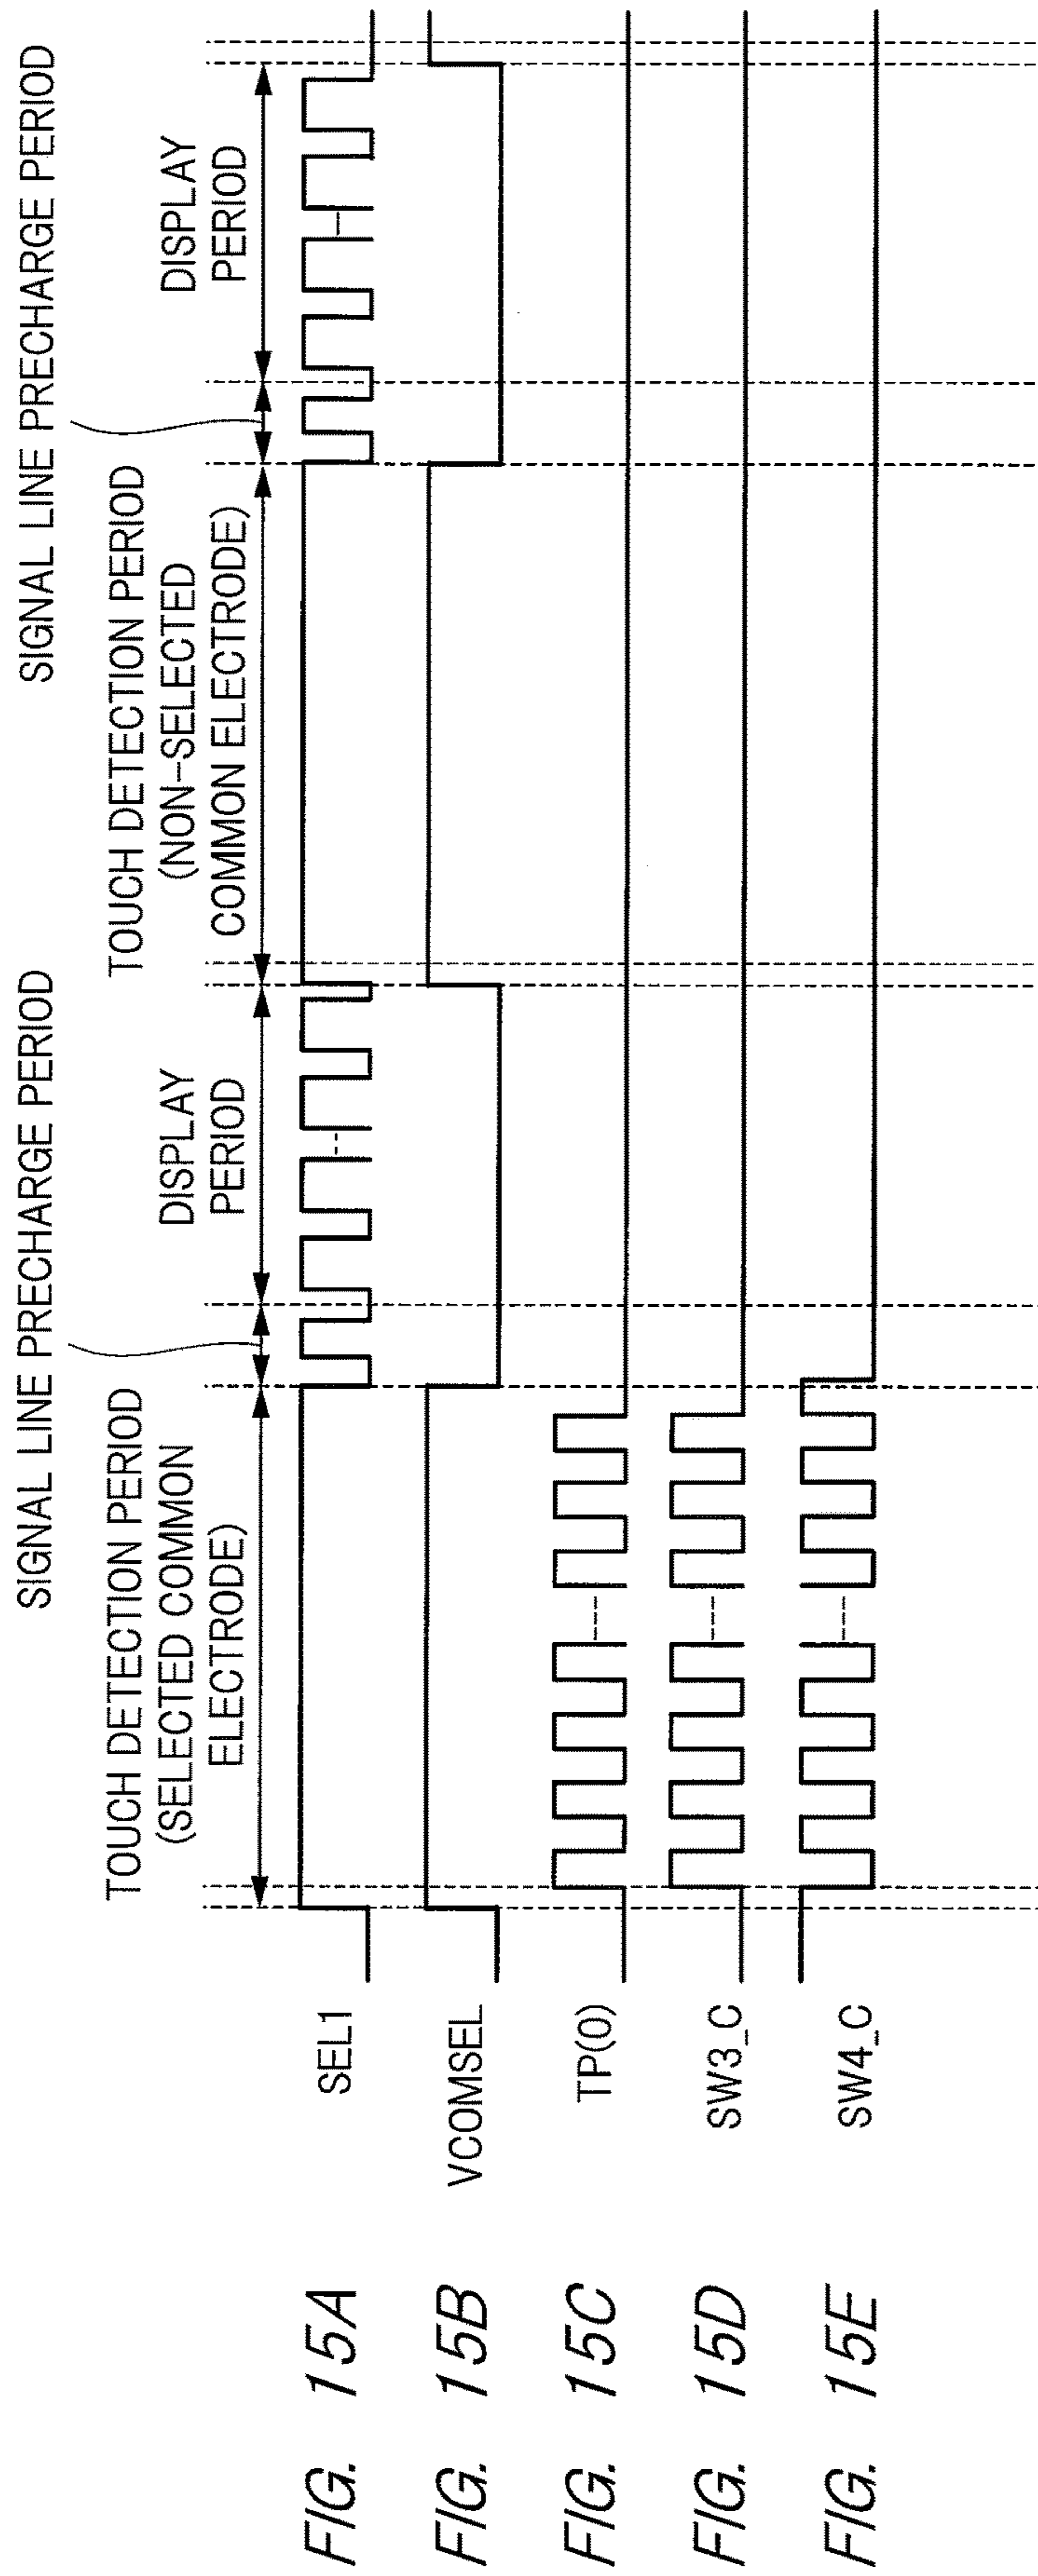 SIGNAL LINE PRECHARGE PERIOD
SIGNAL LINE PRECHARGE PERIOD
TOUCH DETECTION PERIOD
(SELECTED COMMON
ELECTRODE)
DISPLAY
PERIOD
TOUCH DETECTION PERIOD
(NON-SELECTED
COMMON ELECTRODE)
DISPLAY
PERIOD
FIG. 15A
SEL1
FIG. 15B
VCOMSEL
FIG. 15C
TP(0)
FIG. 15D
SW3_C
FIG. 15E
SW4_C